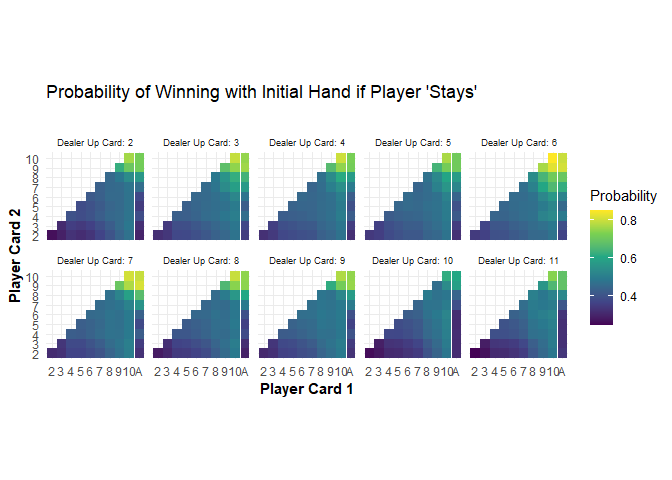 Probability of Winning with Initial Hand if Player 'Stays'
Dealer Up Card: 2
Dealer Up Card: 3
Dealer Up Card: 4
Dealer Up Card: 5
Dealer Up Card: 6
10
9
8
7
6
5
4
3
2
Dealer Up Card: 7
Dealer Up Card: 8
Dealer Up Card: 9
Dealer Up Card: 10
Dealer Up Card: 11
10
9
8
7
6
5
4
3
2
2 3 4 5 6 7 8 9 10 A
2 3 4 5 6 7 8 9 10 A
2 3 4 5 6 7 8 9 10 A
2 3 4 5 6 7 8 9 10 A
2 3 4 5 6 7 8 9 10 A
Player Card 1
Player Card 2
Probability
0.8
0.6
0.4